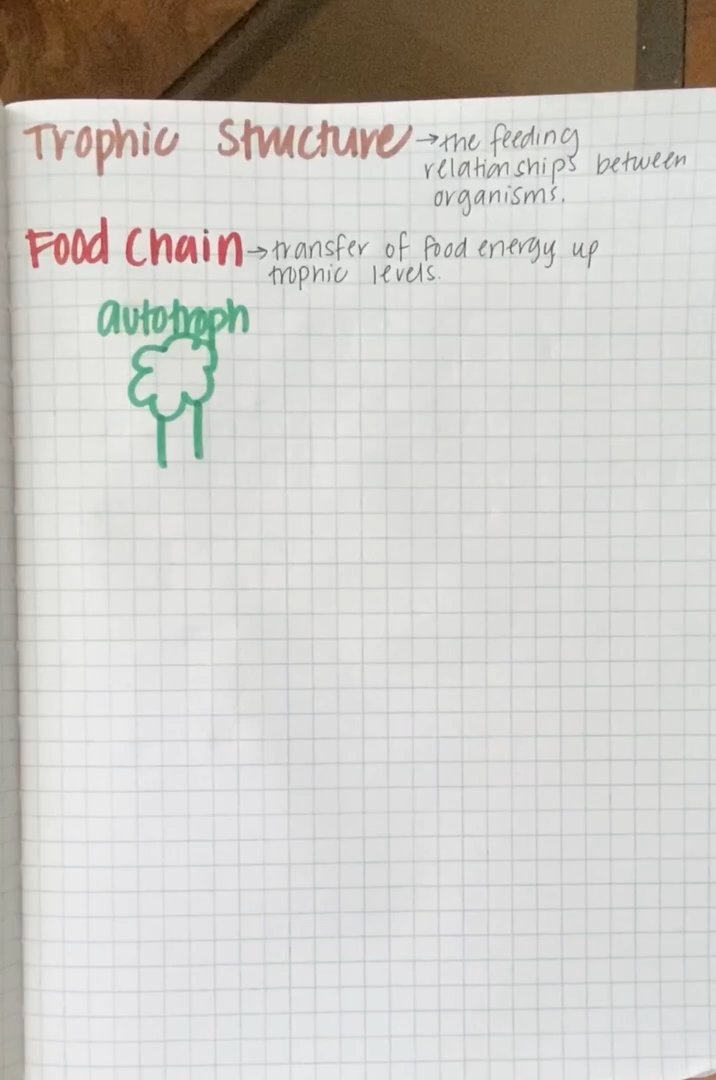 Trophic Structure →the feeding
relationships between
organisms.
Food Chain→transfer of food energy up
trophic levels.
autotroph